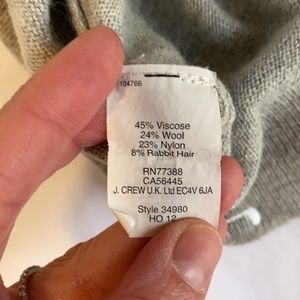 104766
45% Viscose
24% Wool
23% Nylon
8% Rabbit Hair
RN77388
CA56445
J. CREW U.K. Ltd EC4V 6JA
Style 34980
HO 12